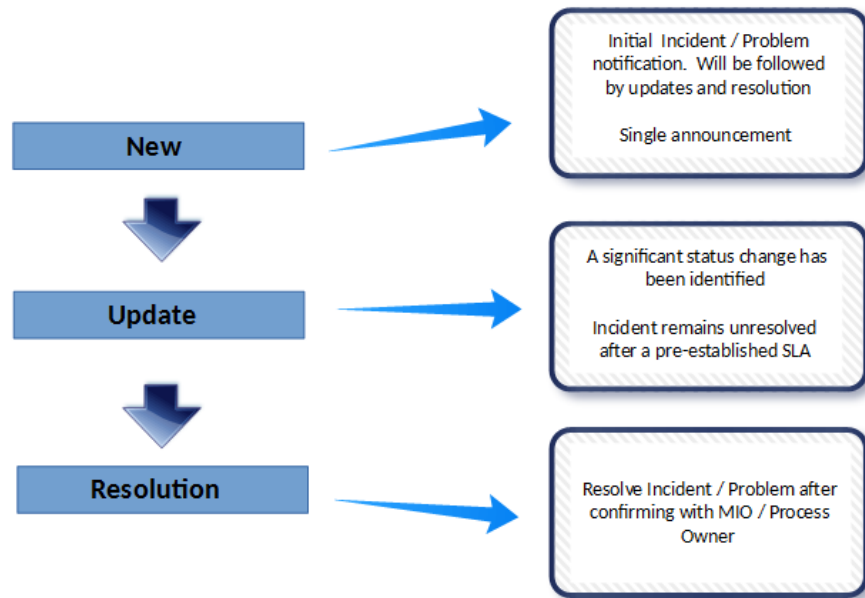 New
Initial Incident / Problem
notification. Will be followed
by updates and resolution
Single announcement
Update
A significant status change has
been identified
Incident remains unresolved
after a pre-established SLA
Resolution
Resolve Incident / Problem after
confirming with MIO / Process
Owner